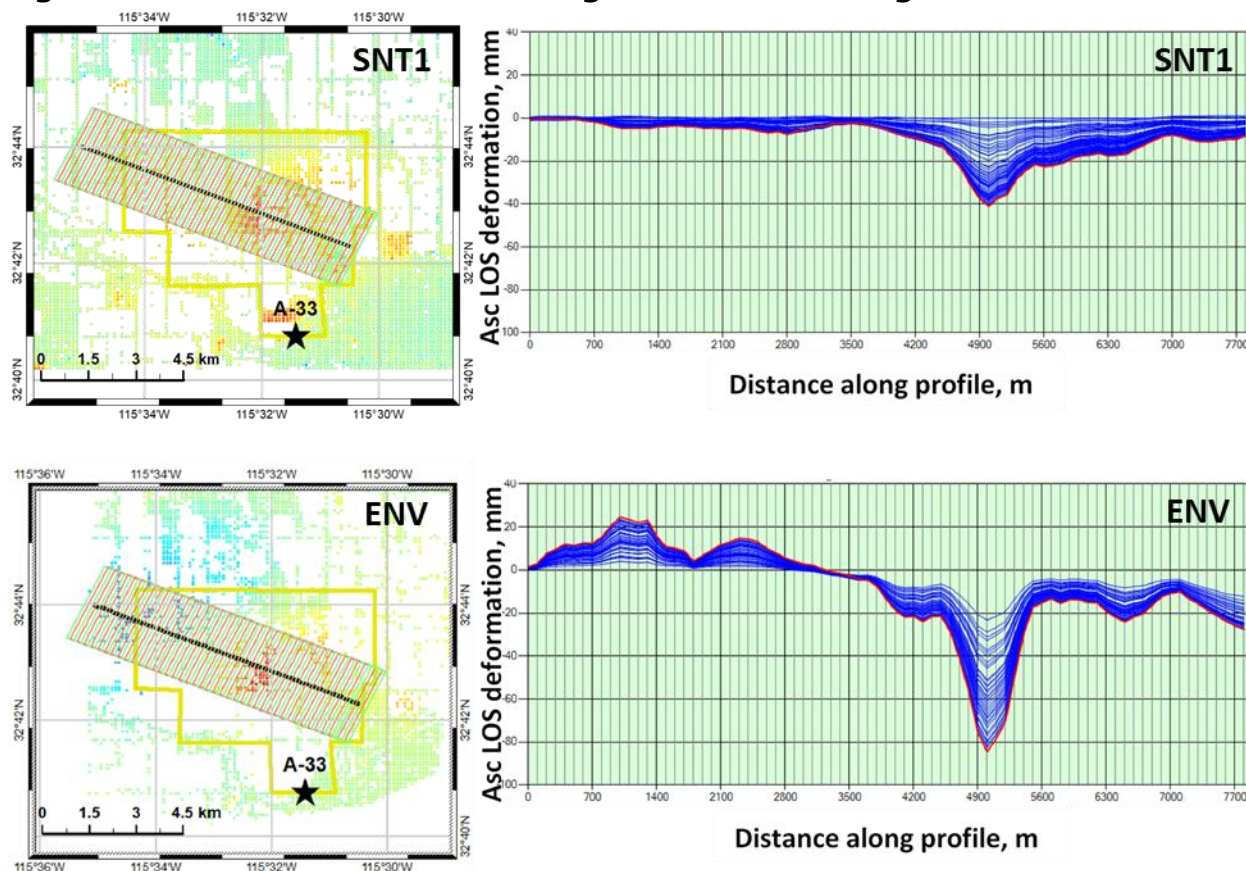 115°34'W 115°32'W 115°30'W
SNT1
32°44'N 32°44'N
32°42'N 32°42'N
32°40'N 32°40'N
A-33
0 1.5 3 4.5 km
115°34'W 115°32'W 115°30'W
Asc LOS deformation, mm
SNT1
40
20
0
-20
-40
-60
-80
100
0 700 1400 2100 2800 3500 4200 4900 5600 6300 7000 7700
Distance along profile, m
115°36'W 115°34'W 115°32'W 115°30'W
ENV
32°44'N 32°44'N
32°42'N 32°42'N
32°40'N 32°40'N
A-33
0 1.5 3 4.5 km
115°36'W 115°34'W 115°32'W 115°30'W
Asc LOS deformation, mm
ENV
40
20
0
-20
-40
-60
-80
100
0 700 1400 2100 2800 3500 4200 4900 5600 6300 7000 7700
Distance along profile, m